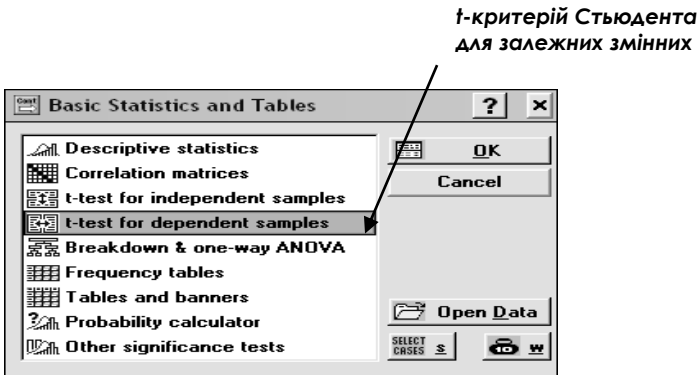 t-критерій Стьюдента
для залежних змінних
Cont
Basic Statistics and Tables
?
×
Descriptive statistics
Correlation matrices
t-test for independent samples
t-test for dependent samples
Breakdown & one-way ANOVA
Frequency tables
Tables and banners
Probability calculator
Other significance tests
OK
Cancel
Open Data
SELECT
CASES S
10 W